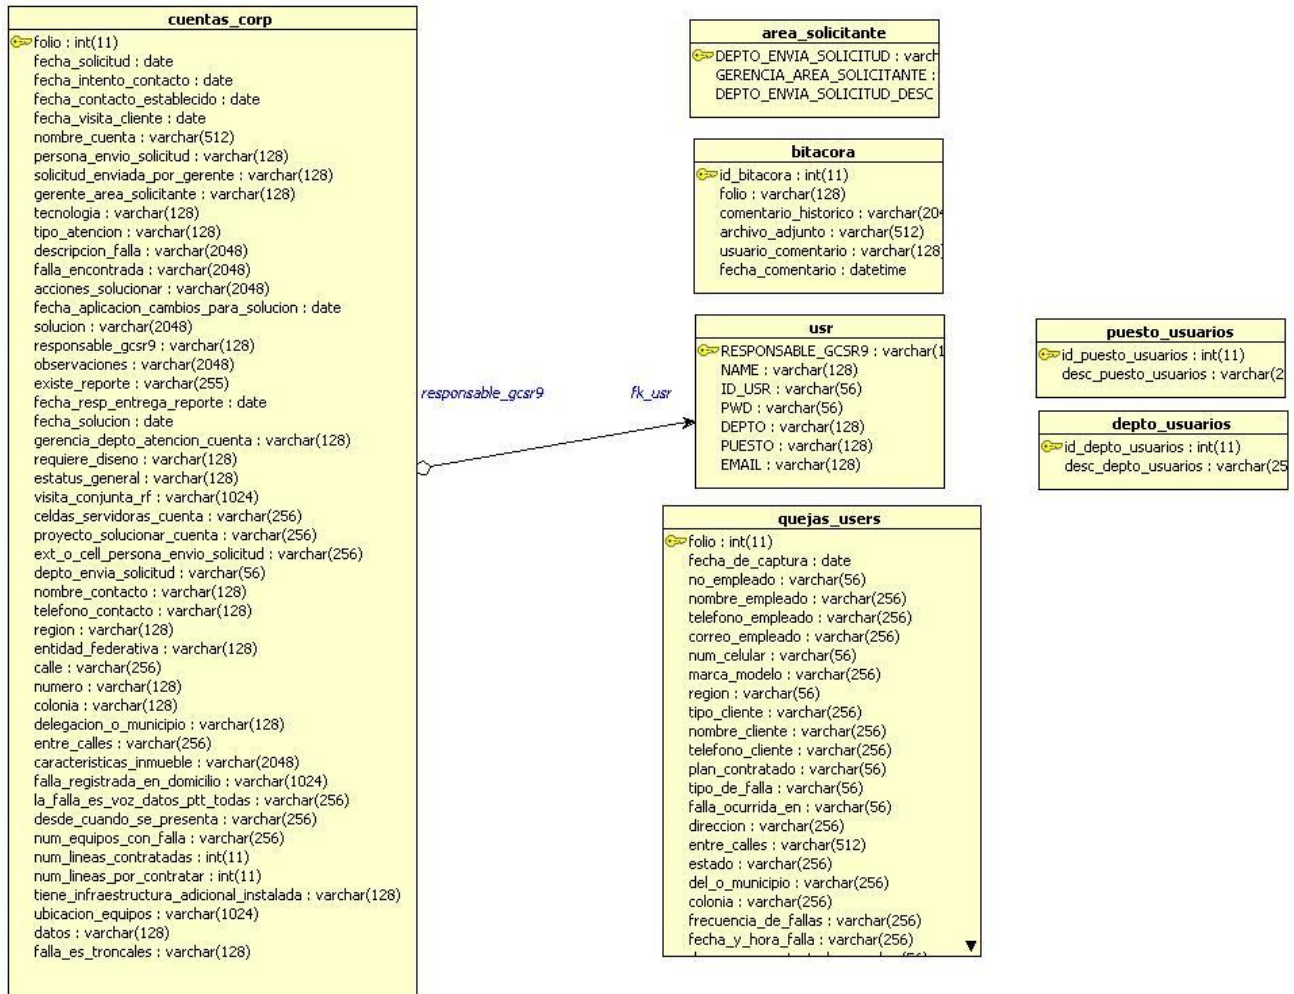 cuentas_corp
folio : int(11)
fecha_solicitud : date
fecha_intento_contacto : date
fecha_contacto_establecido : date
fecha_visita_cliente : date
nombre_cuenta : varchar(512)
persona_envio_solicitud : varchar(128)
solicitud_enviada_por_gerente : varchar(128)
gerente_area_solicitante : varchar(128)
tecnologia : varchar(128)
tipo_atencion : varchar(128)
descripcion_falla : varchar(2048)
falla_encontrada : varchar(2048)
acciones_solucionar : varchar(2048)
fecha_aplicacion_cambios_para_solucion : date
solucion : varchar(2048)
responsable_gcsr9 : varchar(128)
observaciones : varchar(2048)
existe_reporte : varchar(255)
fecha_resp_entrega_reporte : date
fecha_solucion : date
gerencia_depto_atencion_cuenta : varchar(128)
requiere_diseno : varchar(128)
estatus_general : varchar(128)
visita_conjunta_rf : varchar(1024)
celdas_servidoras_cuenta : varchar(256)
proyecto_solucionar_cuenta : varchar(256)
ext_o_cell_persona_envio_solicitud : varchar(256)
depto_envia_solicitud : varchar(56)
nombre_contacto : varchar(128)
telefono_contacto : varchar(128)
region : varchar(128)
entidad_federativa : varchar(128)
calle : varchar(256)
numero : varchar(128)
colonia : varchar(128)
delegacion_o_municipio : varchar(128)
entre_calles : varchar(256)
caracteristicas_inmueble : varchar(2048)
falla_registrada_en_domicilio : varchar(1024)
la_falla_es_voz_datos_ptt_todas : varchar(256)
desde_cuando_se_presenta : varchar(256)
num_equipos_con_falla : varchar(256)
num_lineas_contratadas : int(11)
num_lineas_por_contratar : int(11)
tiene_infraestructura_adicional_instalada : varchar(128)
ubicacion_equipos : varchar(1024)
datos : varchar(128)
falla_es_troncales : varchar(128)
responsable_gcsr9
fk_usr
area_solicitante
DEPTO_ENVIA_SOLICITUD : varch
GERENCIA_AREA_SOLICITANTE :
DEPTO_ENVIA_SOLICITUD_DESC
bitacora
id_bitacora : int(11)
folio : varchar(128)
comentario_historico : varchar(204
archivo_adjunto : varchar(512)
usuario_comentario : varchar(128)
fecha_comentario : datetime
usr
RESPONSABLE_GCSR9 : varchar(1
NAME : varchar(128)
ID_USR : varchar(56)
PWD : varchar(56)
DEPTO : varchar(128)
PUESTO : varchar(128)
EMAIL : varchar(128)
quejas_users
folio : int(11)
fecha_de_captura : date
no_empleado : varchar(56)
nombre_empleado : varchar(256)
telefono_empleado : varchar(256)
correo_empleado : varchar(256)
num_celular : varchar(56)
marca_modelo : varchar(256)
region : varchar(56)
tipo_cliente : varchar(256)
nombre_cliente : varchar(256)
telefono_cliente : varchar(256)
plan_contratado : varchar(56)
tipo_de_falla : varchar(56)
falla_ocurrida_en : varchar(56)
direccion : varchar(256)
entre_calles : varchar(512)
estado : varchar(256)
del_o_municipio : varchar(256)
colonia : varchar(256)
frecuencia_de_fallas : varchar(256)
fecha_y_hora_falla : varchar(256)
puesto_usuarios
id_puesto_usuarios : int(11)
desc_puesto_usuarios : varchar(2
depto_usuarios
id_depto_usuarios : int(11)
desc_depto_usuarios : varchar(25